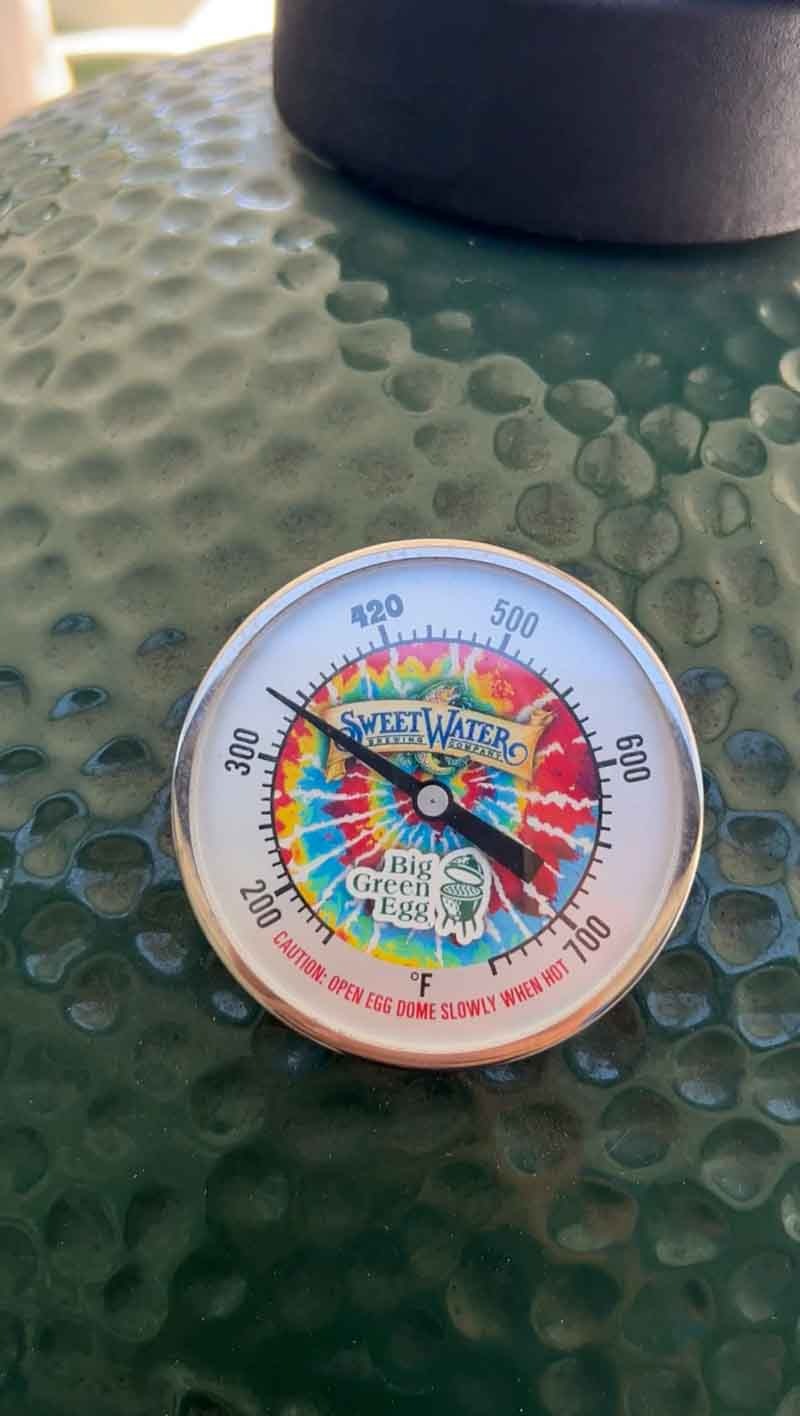 420
500
300
600
SWEETWATER
BREWING COMPANY
200
700
Big
Green
Egg
°F
CAUTION: OPEN EGG DOME SLOWLY WHEN HOT